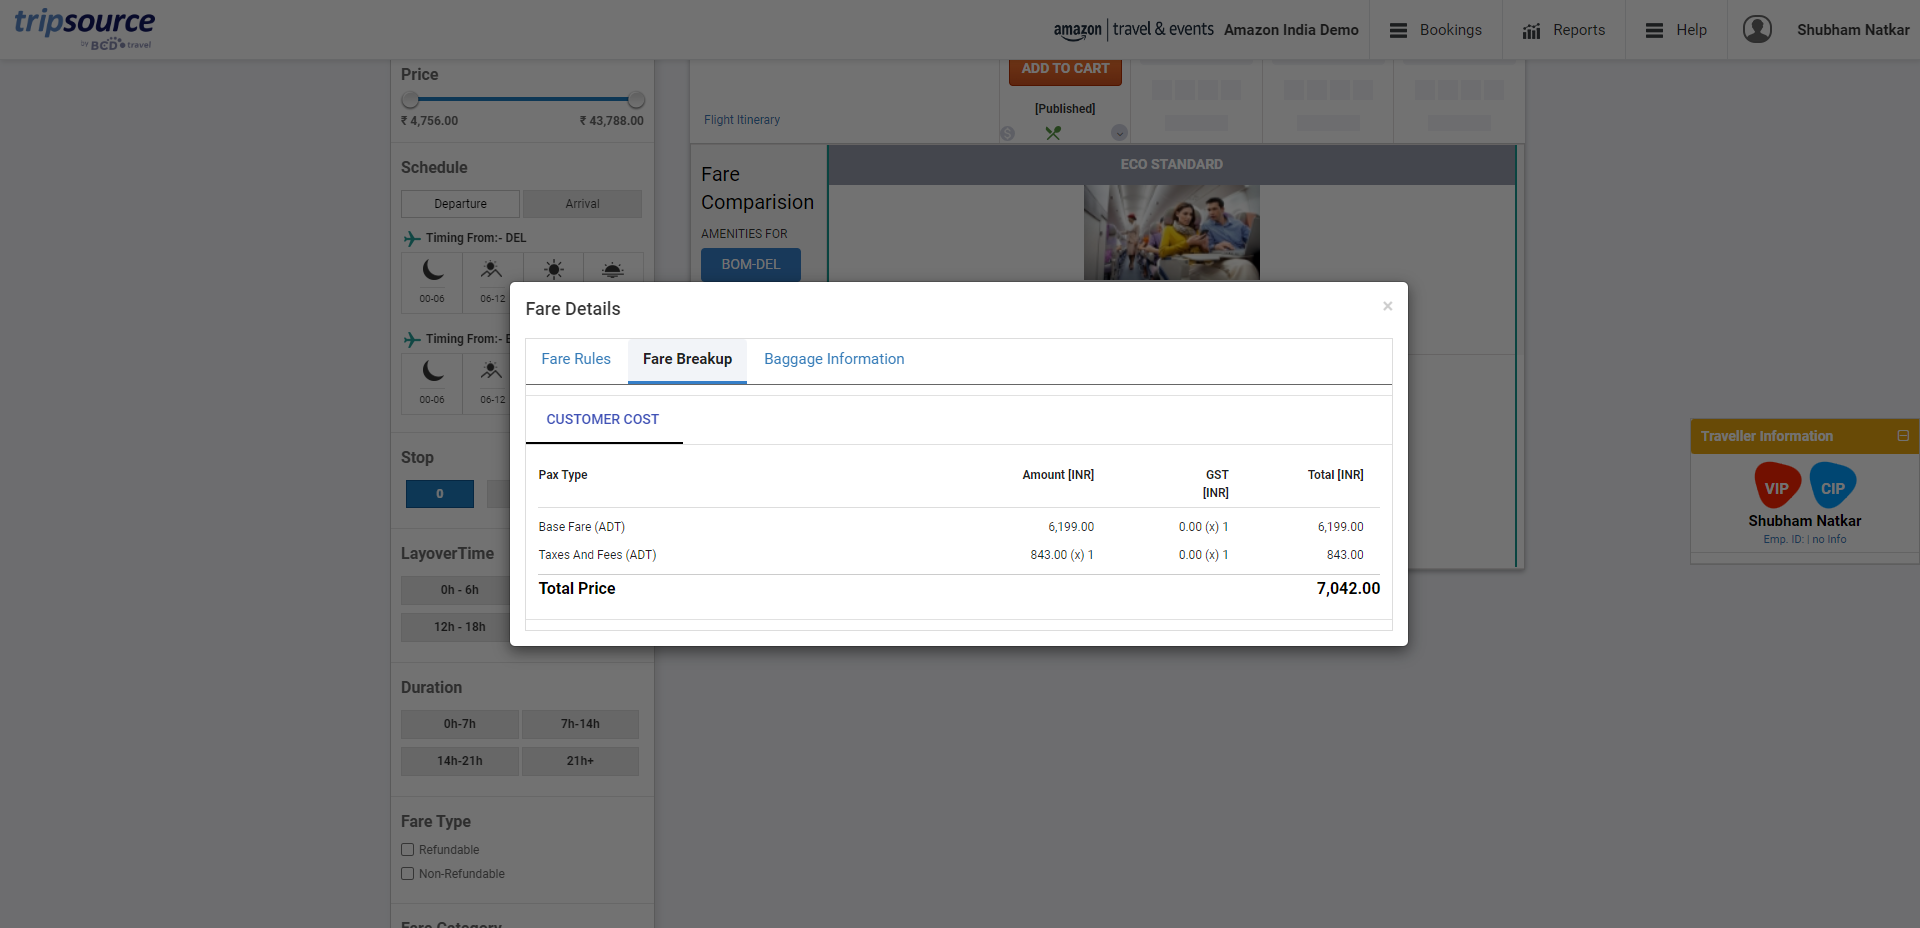 tripsource
by BCD travel
amazon | travel & events Amazon India Demo
Bookings
Reports
Help
Shubham Natkar
Price
₹ 4,756.00 ₹ 43,788.00
Schedule
Departure Arrival
Timing From:- DEL
00-06 06-12
Timing From:-
00-06 06-12
Stop
0
LayoverTime
0h - 6h
12h - 18h
Duration
0h-7h 7h-14h
14h-21h 21h+
Fare Type
Refundable
Non-Refundable
Fare Category
ADD TO CART
[Published]
Flight Itinerary
Fare
Comparision
AMENITIES FOR
BOM-DEL
ECO STANDARD
Fare Details
×
Fare Rules Fare Breakup Baggage Information
CUSTOMER COST
Pax Type Amount [INR] GST [INR] Total [INR]
Base Fare (ADT) 6,199.00 0.00 (x) 1 6,199.00
Taxes And Fees (ADT) 843.00 (x) 1 0.00 (x) 1 843.00
Total Price 7,042.00
Traveller Information
VIP CIP
Shubham Natkar
Emp. ID: | no Info